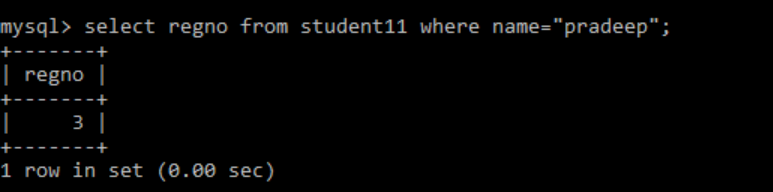 mysql> select regno from student11 where name="pradeep";
+-------+
| regno |
+-------+
|     3 |
+-------+
1 row in set (0.00 sec)